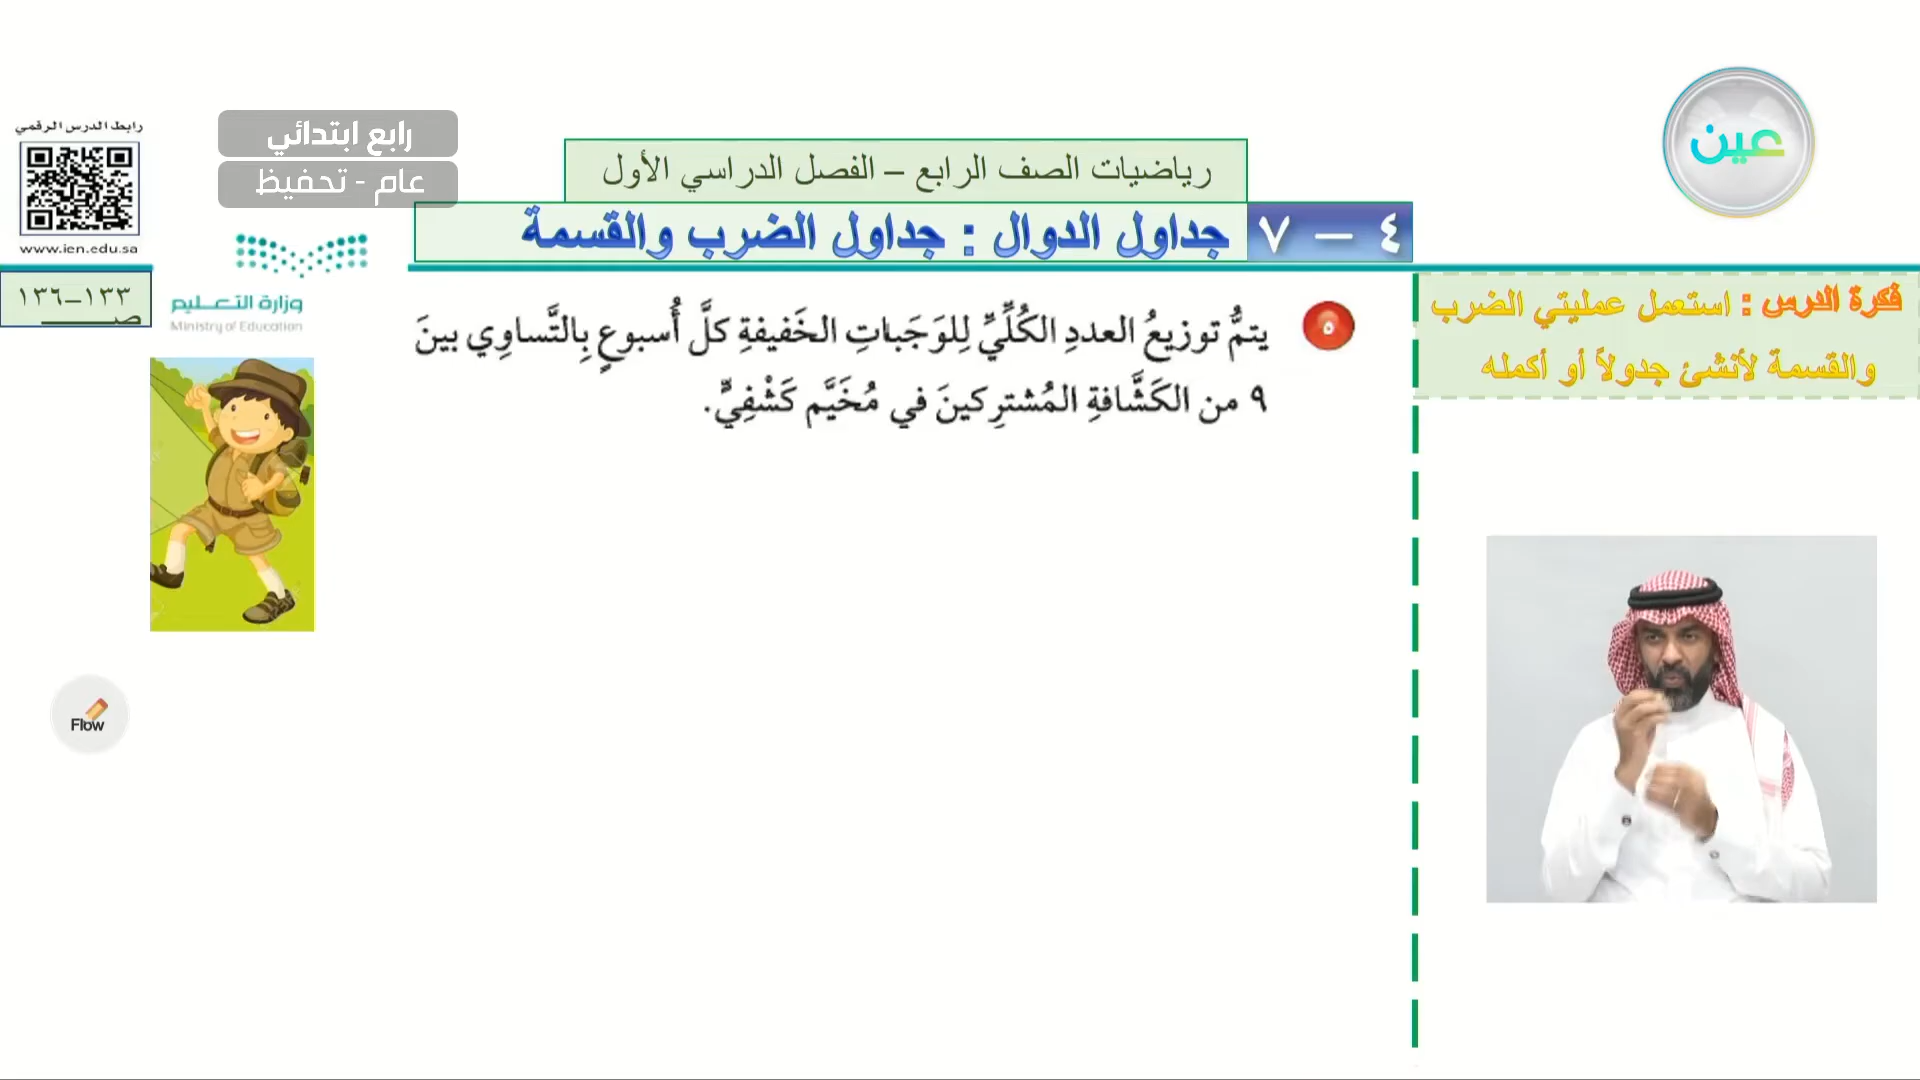 عين
رابط الدرس الرقمي
www.ien.edu.sa
رابع ابتدائي
عام - تحفيظ
رياضيات الصف الرابع – الفصل الدراسي الأول
٤ – ٧ جداول الدوال : جداول الضرب والقسمة
وزارة التعليم
Ministry of Education
١٣٣–١٣٦
ص
فكرة الدرس : استعمل عمليتي الضرب
والقسمة لأنشئ جدولاً أو أكمله
٥ يتمُّ توزيعُ العددِ الكُلِّيِّ لِلوَجَباتِ الخَفيفةِ كلَّ أُسبوعٍ بِالتَّساوِي بينَ
٩ من الكَشَّافةِ المُشترِكينَ في مُخَيَّم كَشْفِيٍّ.
Flow